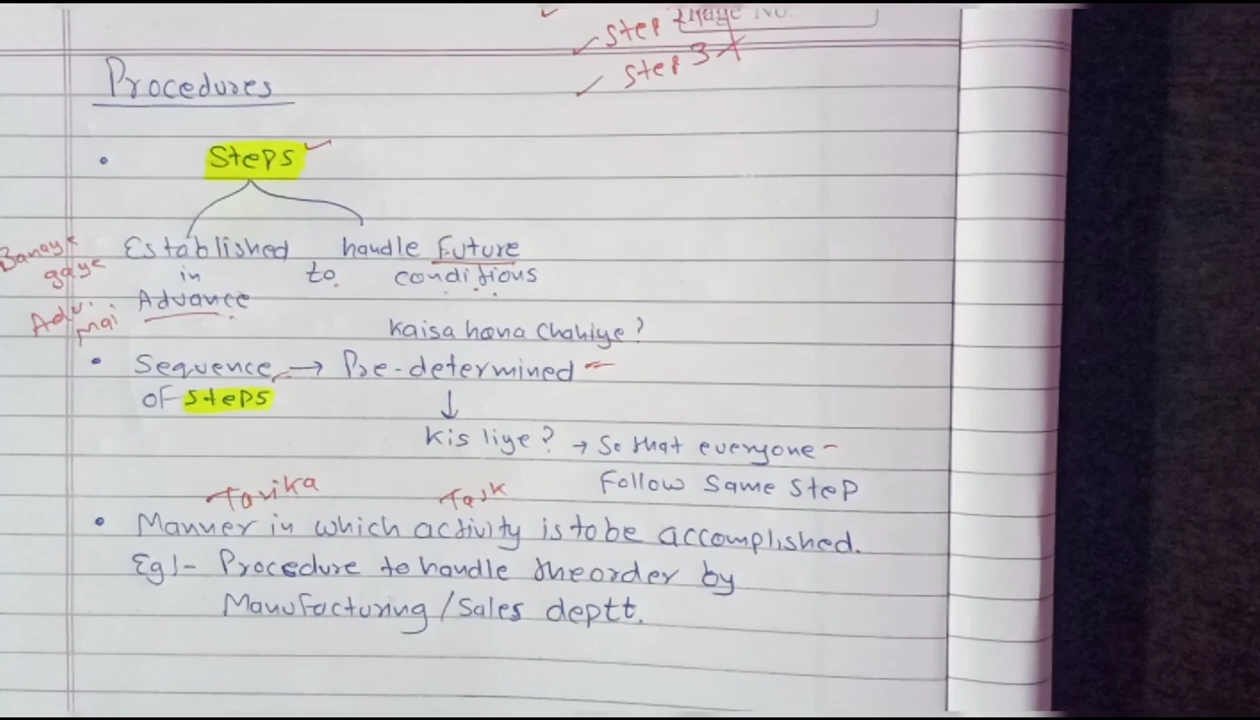 step
Page No.
step 3
Procedures
• Steps
Established handle Future
in to conditions
Advance
Banaye
gaye
Adv.
mai
Kaisa hona Chahiye?
• Sequence → Pre-determined
of steps ↓
Kis liye? → So that everyone
Follow Same Step
Tarika Task
• Manner in which activity is to be accomplished.
Eg:- Procedure to handle the order by
Manufacturing/Sales deptt.